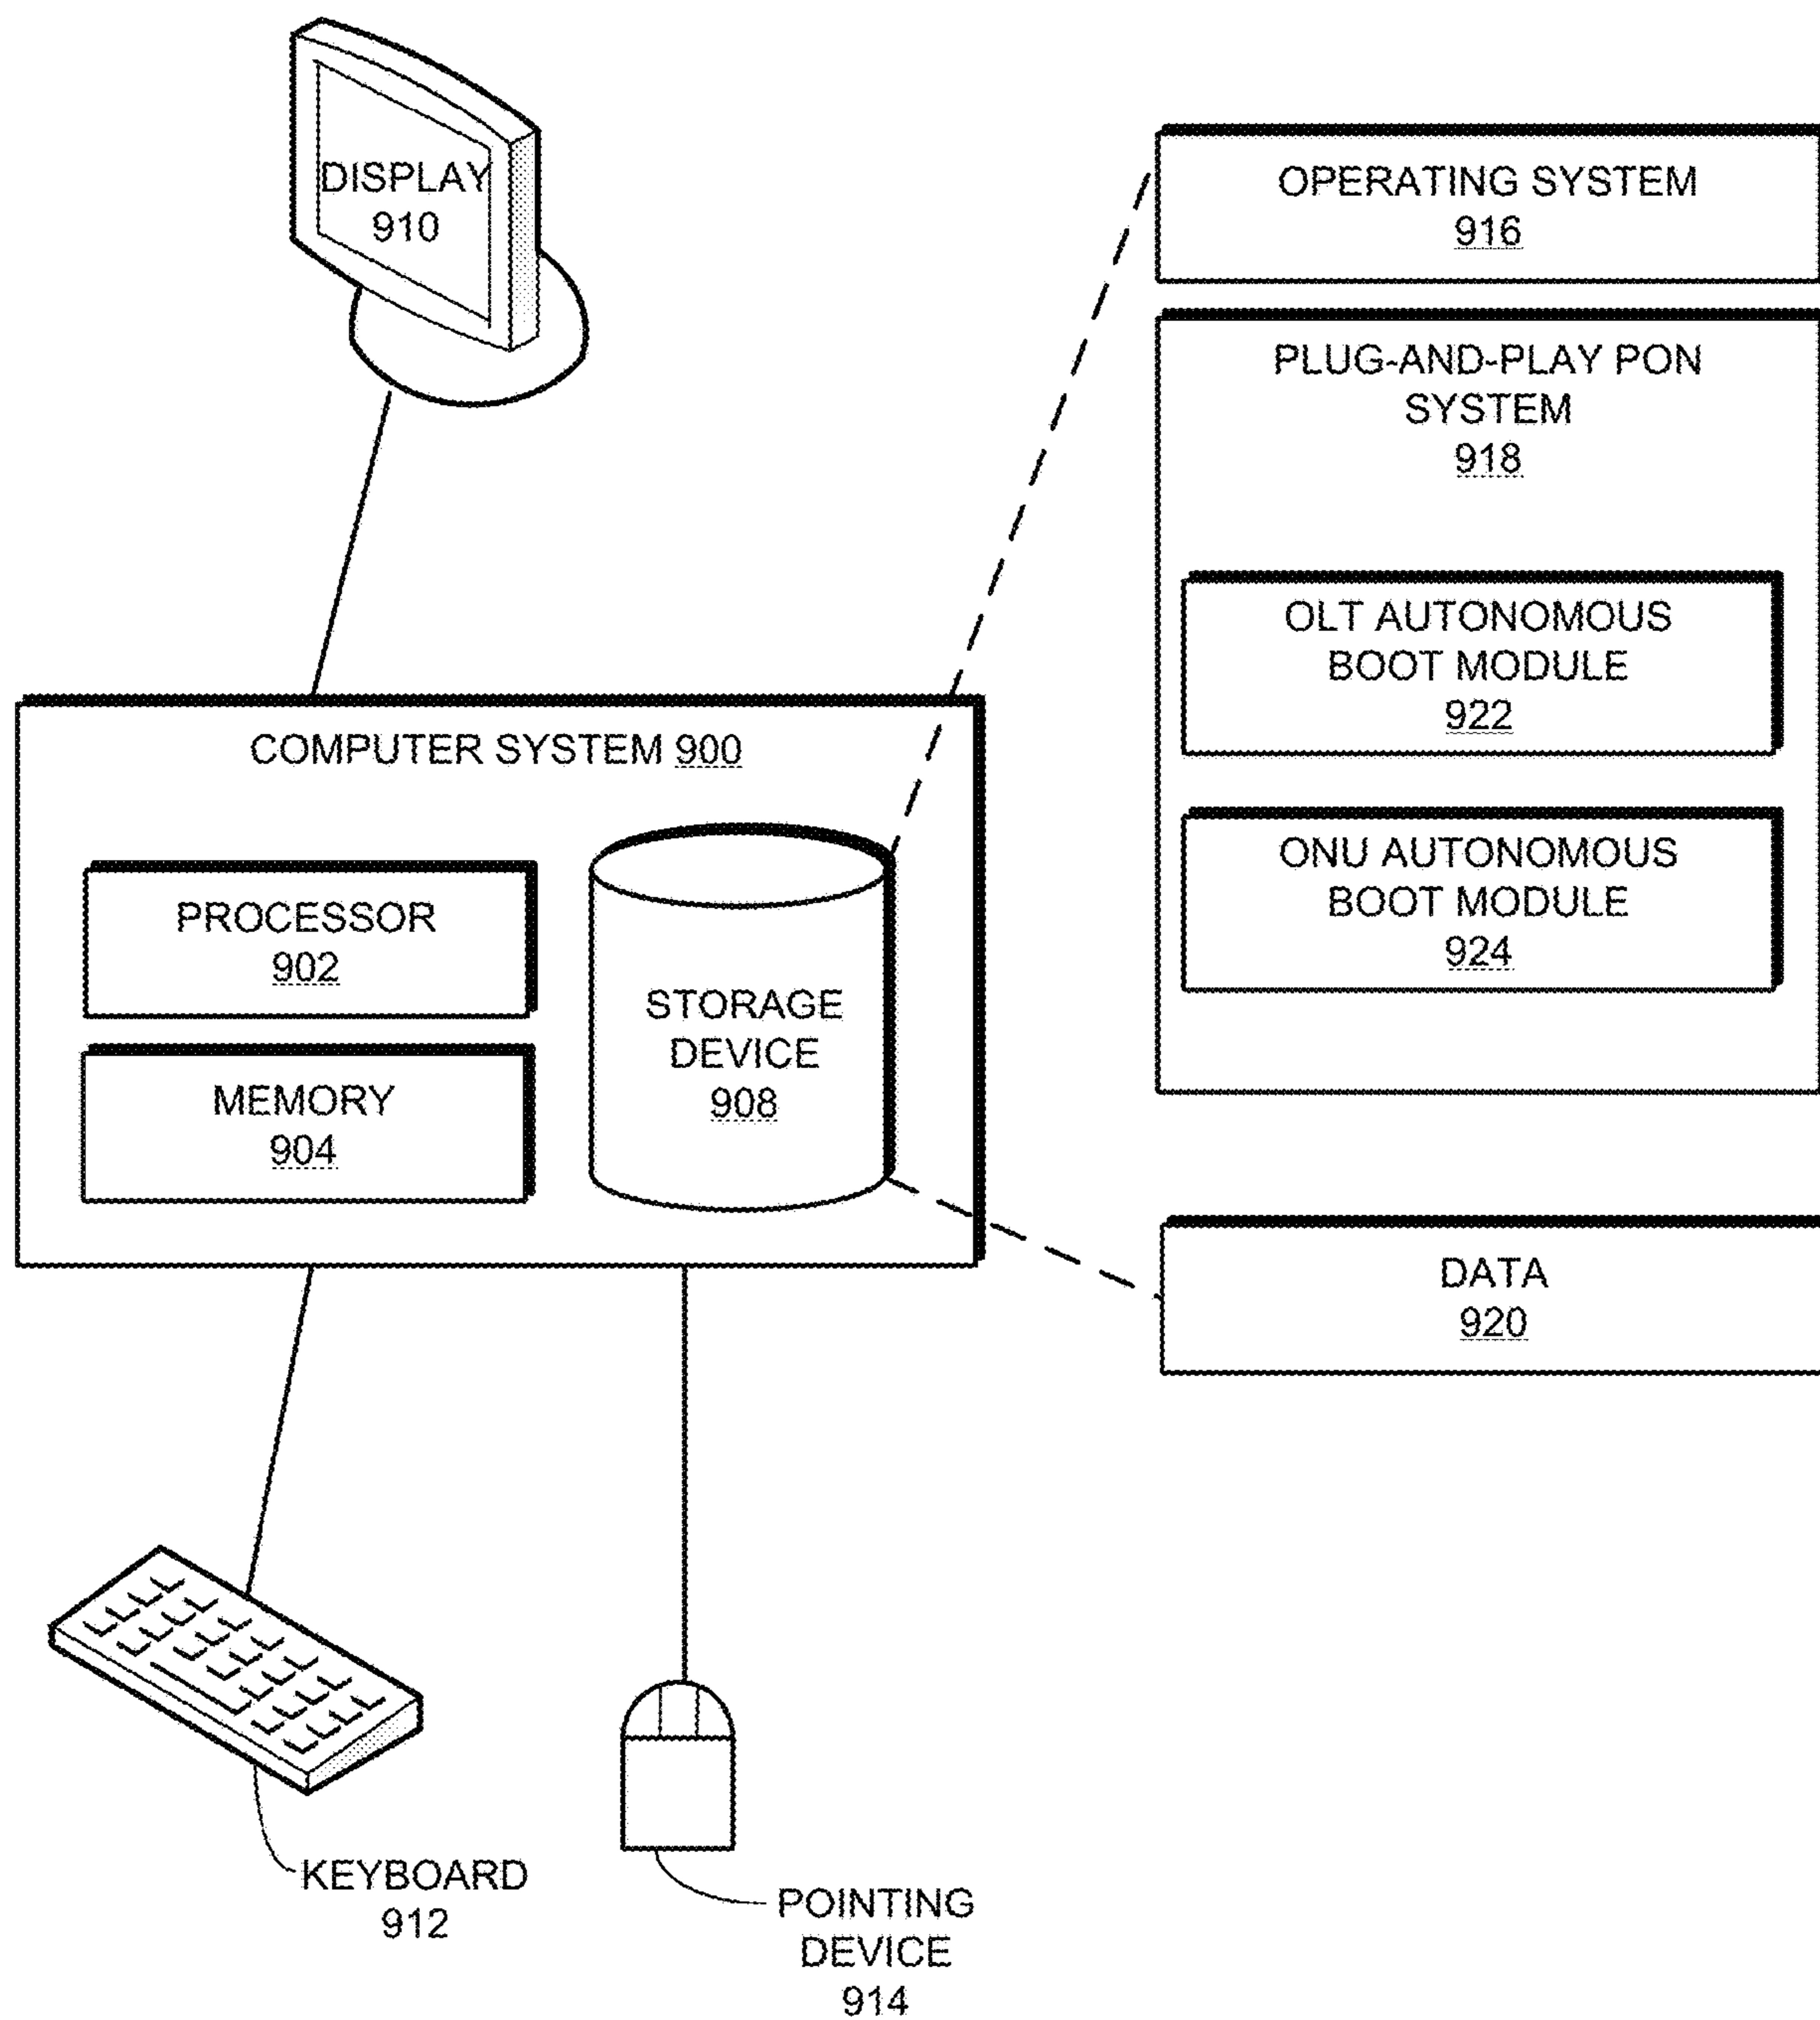 DISPLAY
910
OPERATING SYSTEM
916
PLUG-AND-PLAY PON
SYSTEM
918
OLT AUTONOMOUS
BOOT MODULE
922
ONU AUTONOMOUS
BOOT MODULE
924
COMPUTER SYSTEM 900
PROCESSOR
902
MEMORY
904
STORAGE
DEVICE
908
DATA
920
KEYBOARD
912
POINTING
DEVICE
914